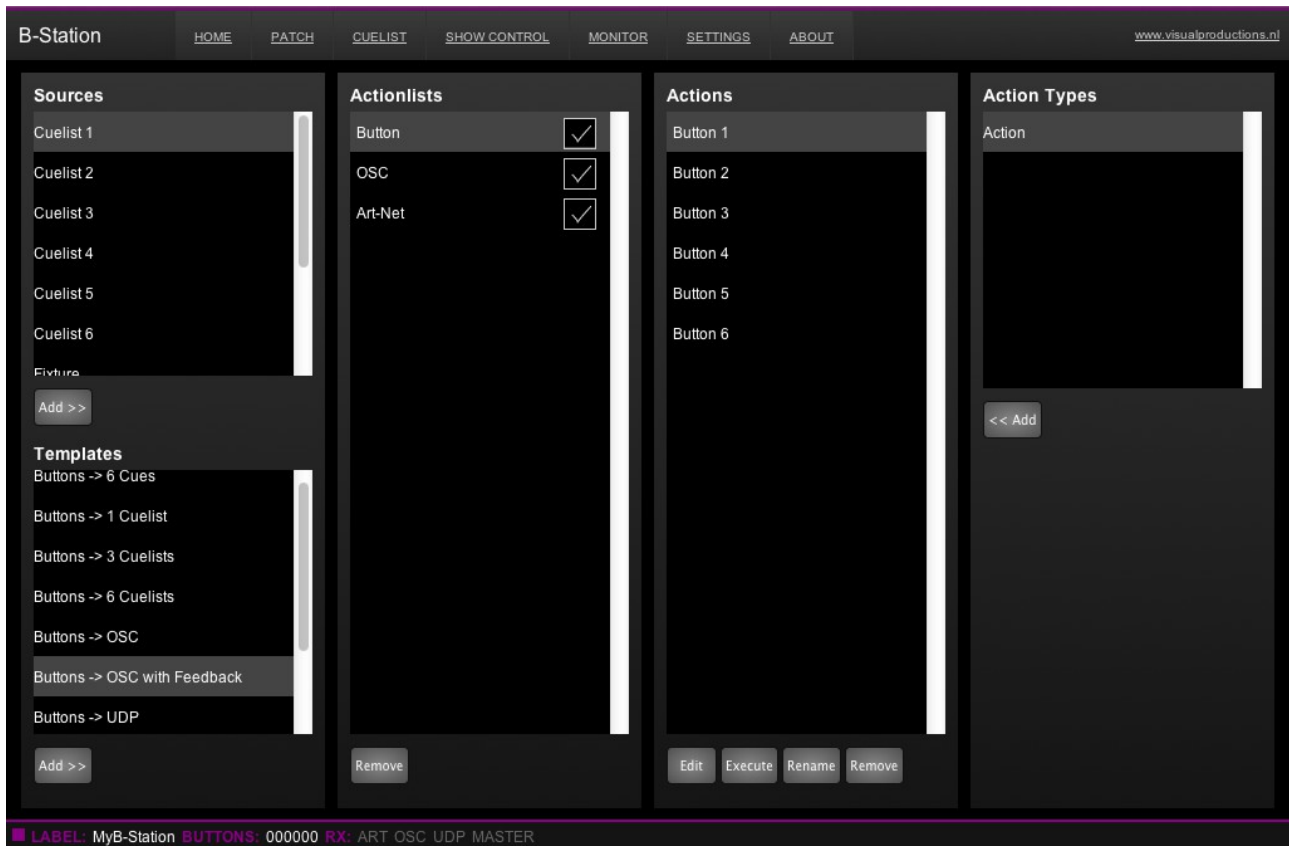 B-Station HOME PATCH CUELIST SHOW CONTROL MONITOR SETTINGS ABOUT www.visualproductions.nl
Sources
Cuelist 1
Cuelist 2
Cuelist 3
Cuelist 4
Cuelist 5
Cuelist 6
Fixture
Add >>
Templates
Buttons -> 6 Cues
Buttons -> 1 Cuelist
Buttons -> 3 Cuelists
Buttons -> 6 Cuelists
Buttons -> OSC
Buttons -> OSC with Feedback
Buttons -> UDP
Add >>
Actionlists
Button
OSC
Art-Net
Remove
Actions
Button 1
Button 2
Button 3
Button 4
Button 5
Button 6
Edit Execute Rename Remove
Action Types
Action
<< Add
LABEL: MyB-Station BUTTONS: 000000 RX: ART OSC UDP MASTER